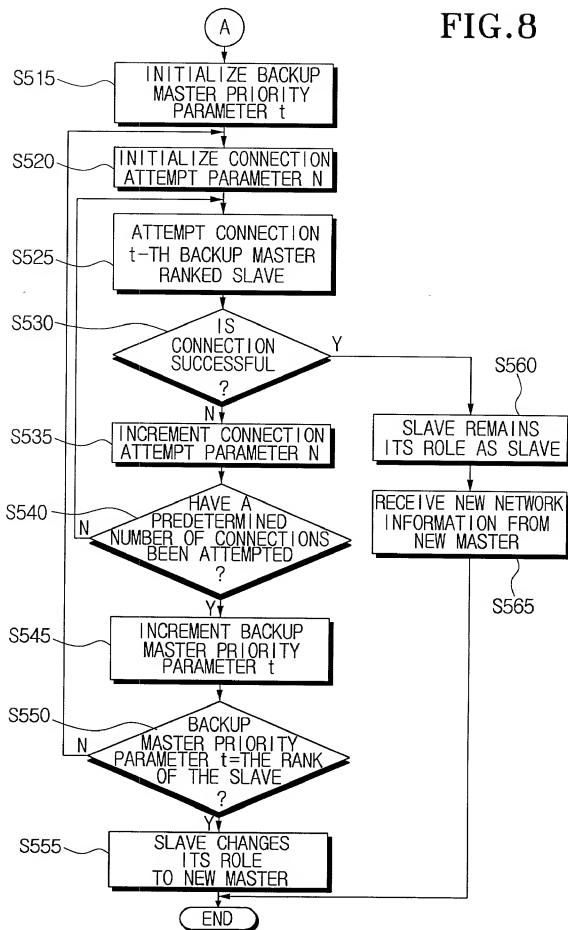 FIG.8
A
S515
INITIALIZE BACKUP
MASTER PRIORITY
PARAMETER t
S520
INITIALIZE CONNECTION
ATTEMPT PARAMETER N
S525
ATTEMPT CONNECTION
t-TH BACKUP MASTER
RANKED SLAVE
S530
IS
CONNECTION
SUCCESSFUL
?
Y
N
S560
SLAVE REMAINS
ITS ROLE AS SLAVE
S535
INCREMENT CONNECTION
ATTEMPT PARAMETER N
RECEIVE NEW NETWORK
INFORMATION FROM
NEW MASTER
S565
S540
N
HAVE A
PREDETERMINED
NUMBER OF CONNECTIONS
BEEN ATTEMPTED
?
Y
S545
INCREMENT BACKUP
MASTER PRIORITY
PARAMETER t
S550
N
BACKUP
MASTER PRIORITY
PARAMETER t=THE RANK
OF THE SLAVE
?
Y
S555
SLAVE CHANGES
ITS ROLE
TO NEW MASTER
END